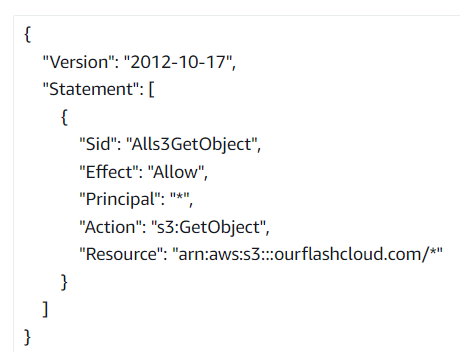 {
"Version": "2012-10-17",
"Statement": [
{
"Sid": "Alls3GetObject",
"Effect": "Allow",
"Principal": "*",
"Action": "s3:GetObject",
"Resource": "arn:aws:s3:::ourflashcloud.com/*"
}
]
}